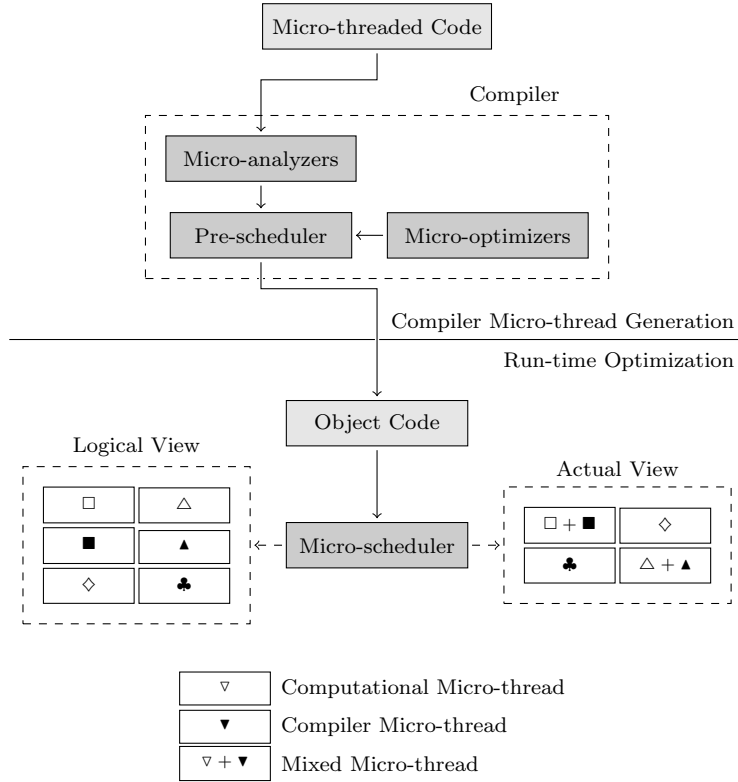 Micro-threaded Code
Compiler
Micro-analyzers
Pre-scheduler
Micro-optimizers
Compiler Micro-thread Generation
Run-time Optimization
Object Code
Logical View
□ △
■ ▲
◇ ♣
Micro-scheduler
Actual View
□ + ■ ◇
♣ △ + ▲
▽ Computational Micro-thread
▼ Compiler Micro-thread
▽ + ▼ Mixed Micro-thread